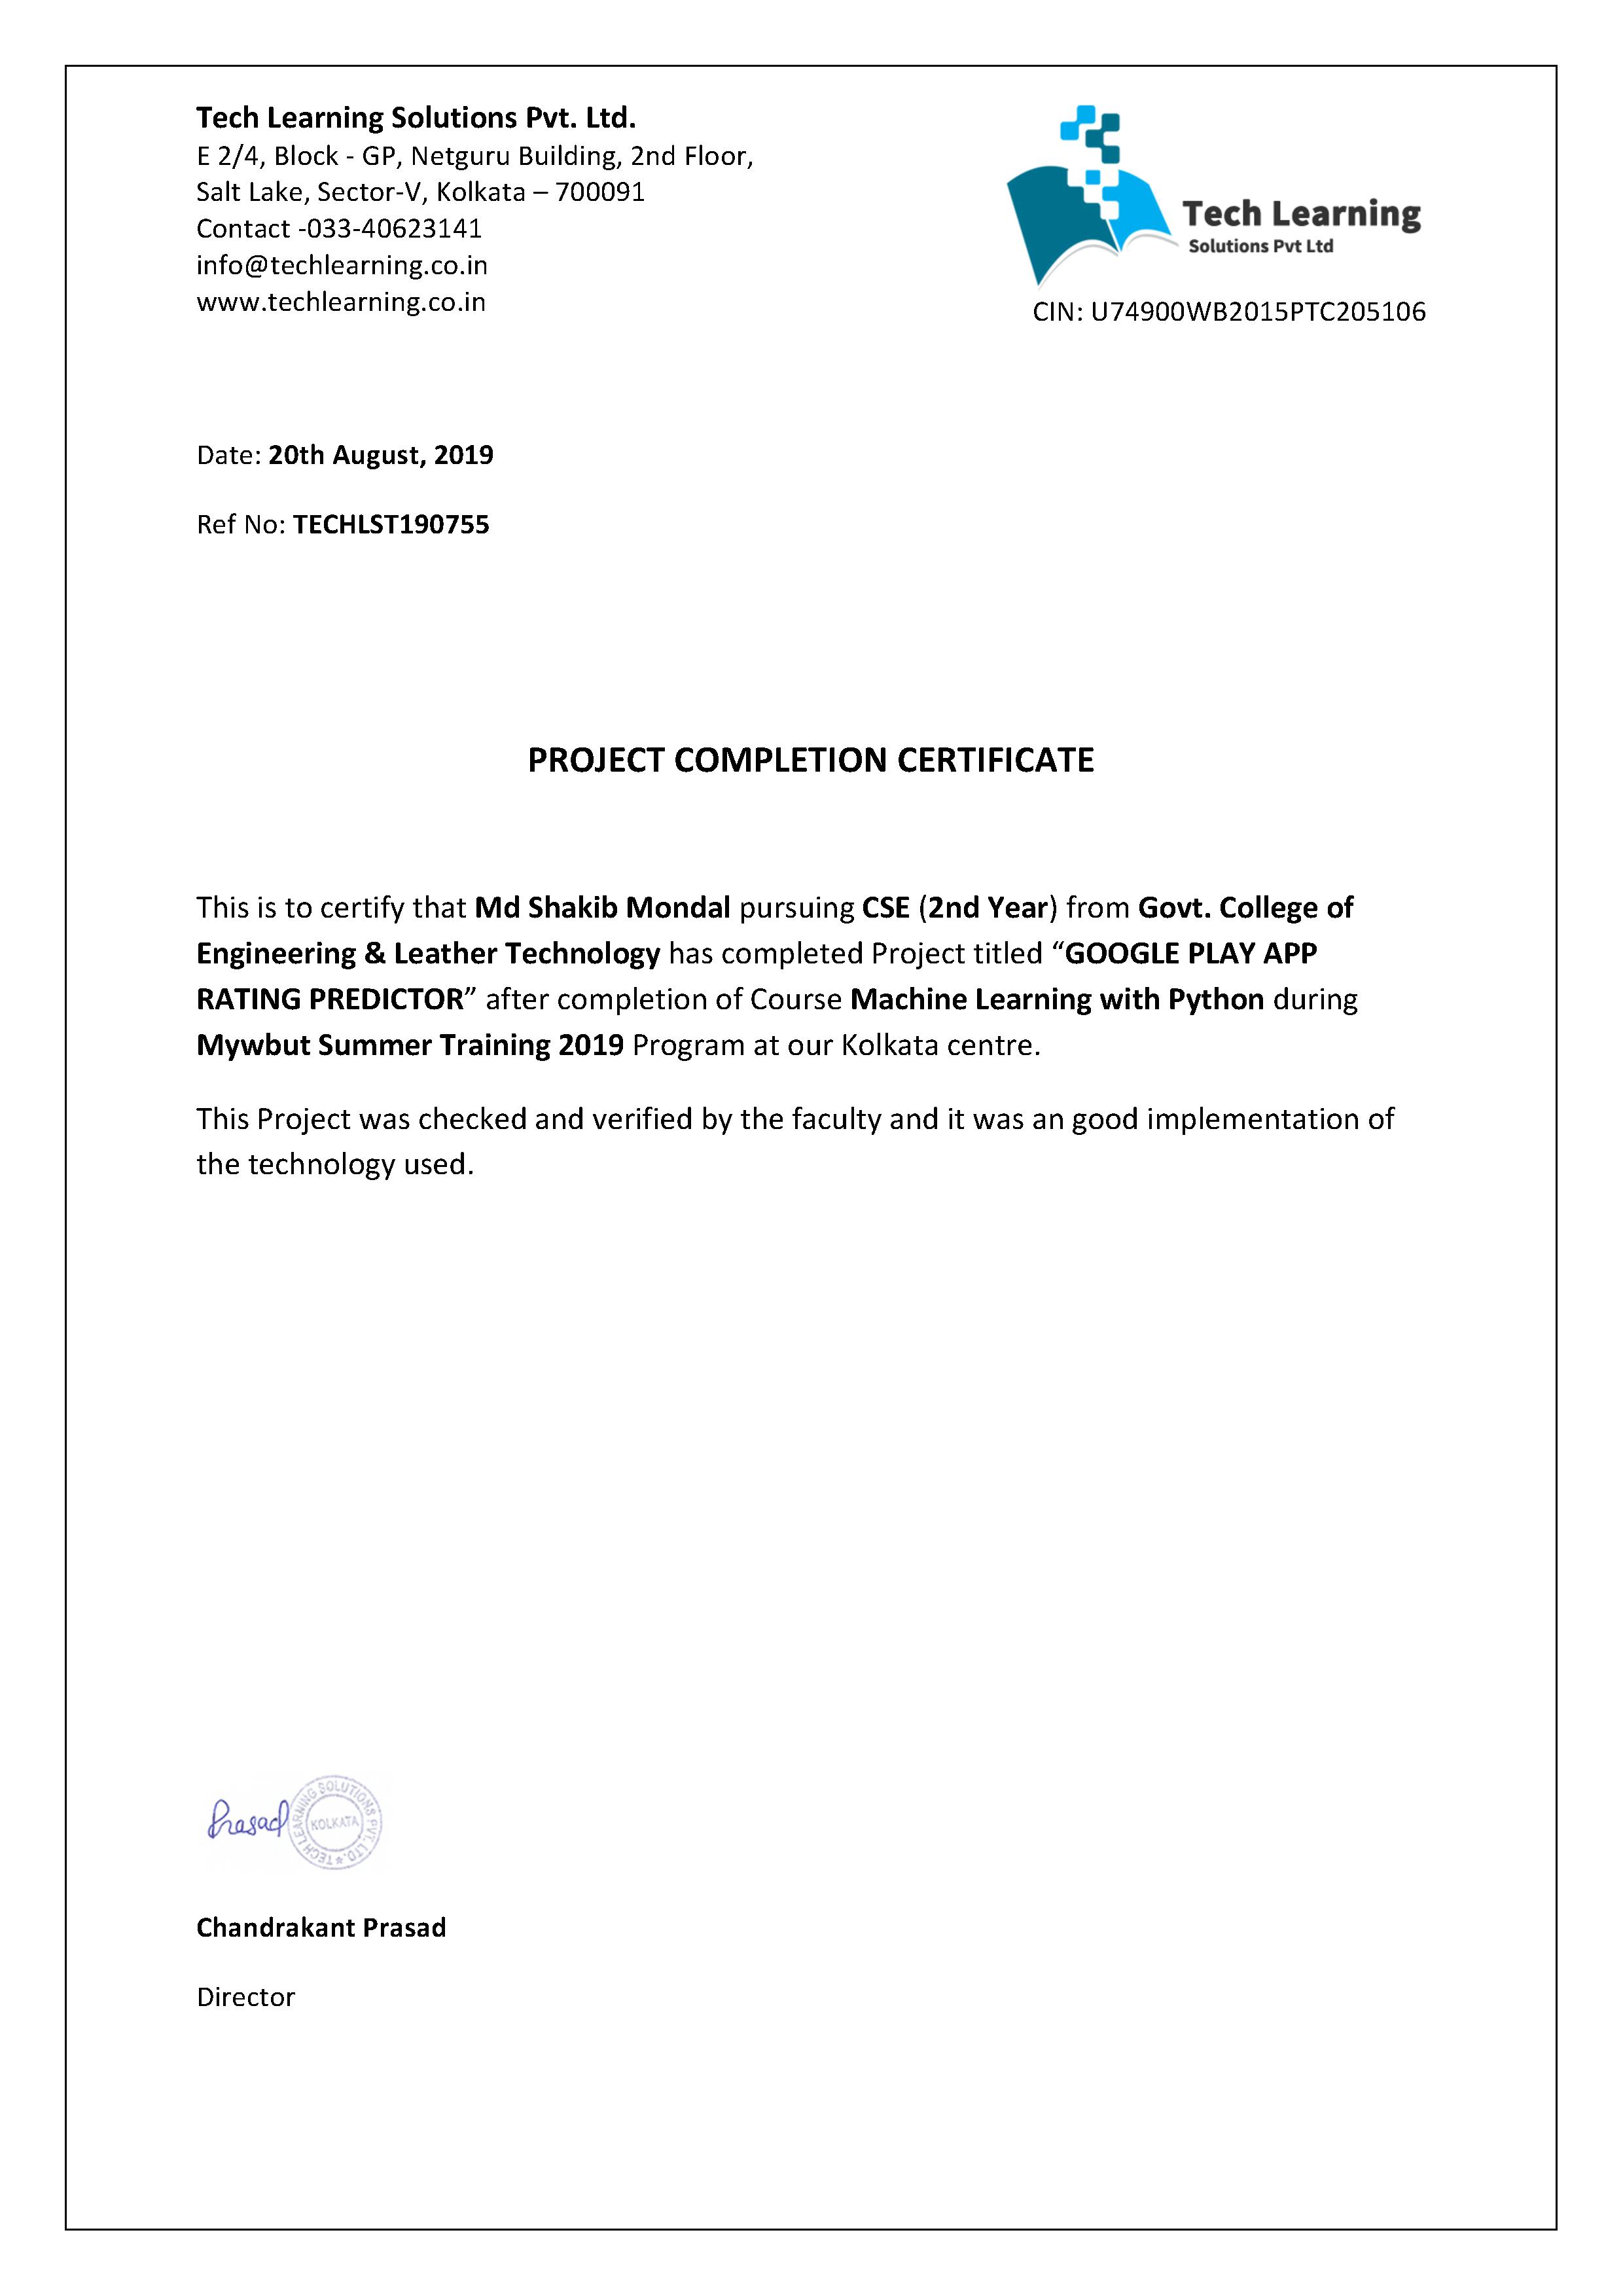 Tech Learning Solutions Pvt. Ltd.
E 2/4, Block - GP, Netguru Building, 2nd Floor,
Salt Lake, Sector-V, Kolkata – 700091
Contact -033-40623141
info@techlearning.co.in
www.techlearning.co.in
Tech Learning
Solutions Pvt Ltd
CIN: U74900WB2015PTC205106
Date: 20th August, 2019
Ref No: TECHLST190755
PROJECT COMPLETION CERTIFICATE
This is to certify that Md Shakib Mondal pursuing CSE (2nd Year) from Govt. College of
Engineering & Leather Technology has completed Project titled “GOOGLE PLAY APP
RATING PREDICTOR” after completion of Course Machine Learning with Python during
Mywbut Summer Training 2019 Program at our Kolkata centre.
This Project was checked and verified by the faculty and it was an good implementation of
the technology used.
Prasad
TECH LEARNING SOLUTIONS PVT. LTD.
KOLKATA
Chandrakant Prasad
Director